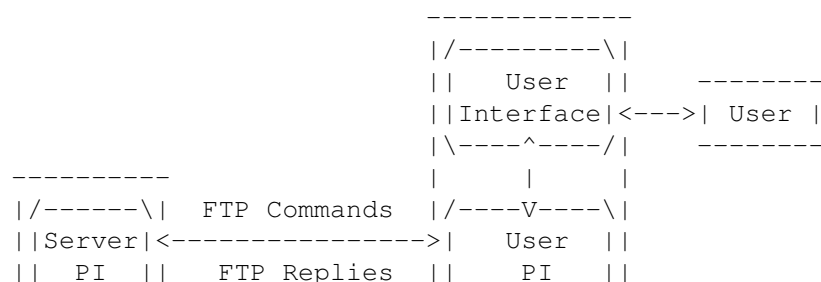 -------------
                                            |/---------\|
                                            ||   User  ||    --------
                                            ||Interface|<--->| User |
                                            |\----^----/|    --------
                  ----------                |     |     |
                  |/------\|  FTP Commands  |/----V----\|
                  ||Server|<---------------->|   User  ||
                  ||  PI  ||   FTP Replies  ||    PI   ||